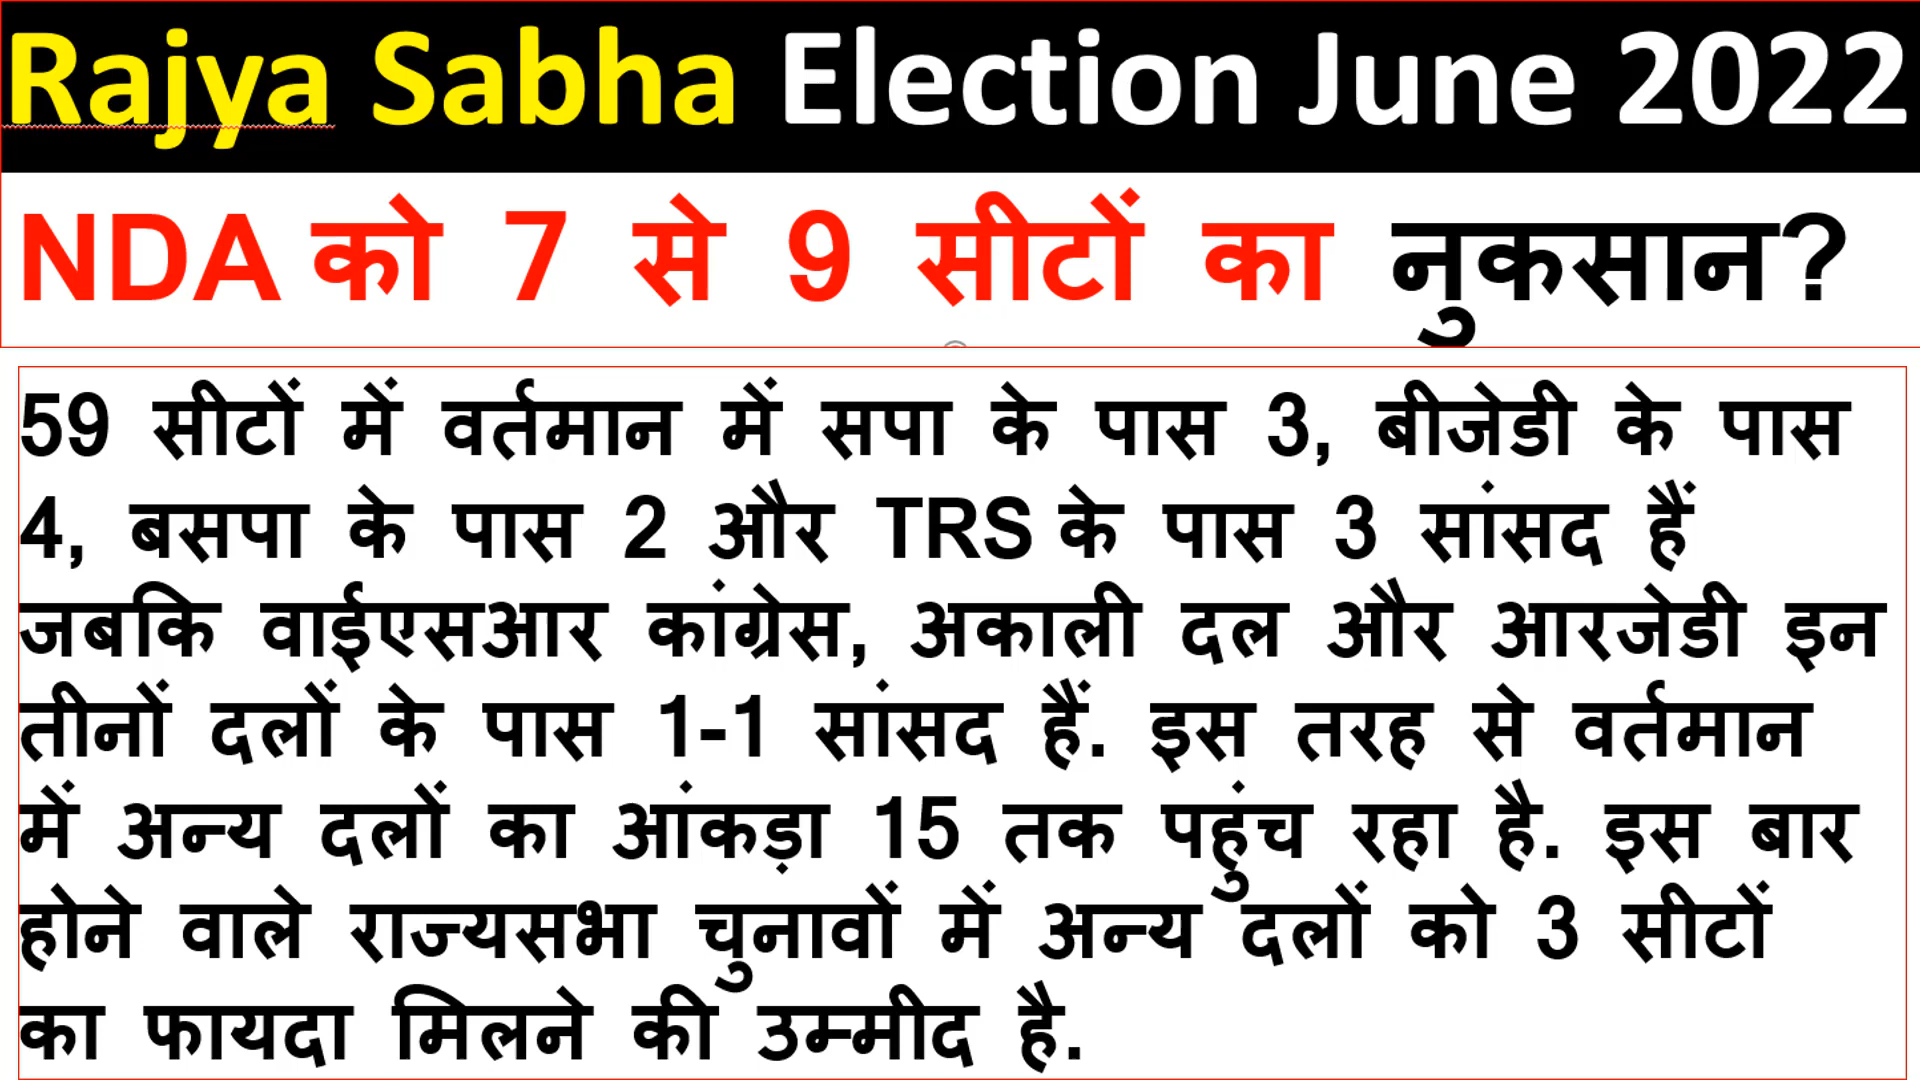 Rajya Sabha Election June 2022
NDA को 7 से 9 सीटों का नुकसान?
59 सीटों में वर्तमान में सपा के पास 3, बीजेडी के पास
4, बसपा के पास 2 और TRS के पास 3 सांसद हैं
जबकि वाईएसआर कांग्रेस, अकाली दल और आरजेडी इन
तीनों दलों के पास 1-1 सांसद हैं. इस तरह से वर्तमान
में अन्य दलों का आंकड़ा 15 तक पहुंच रहा है. इस बार
होने वाले राज्यसभा चुनावों में अन्य दलों को 3 सीटों
का फायदा मिलने की उम्मीद है.